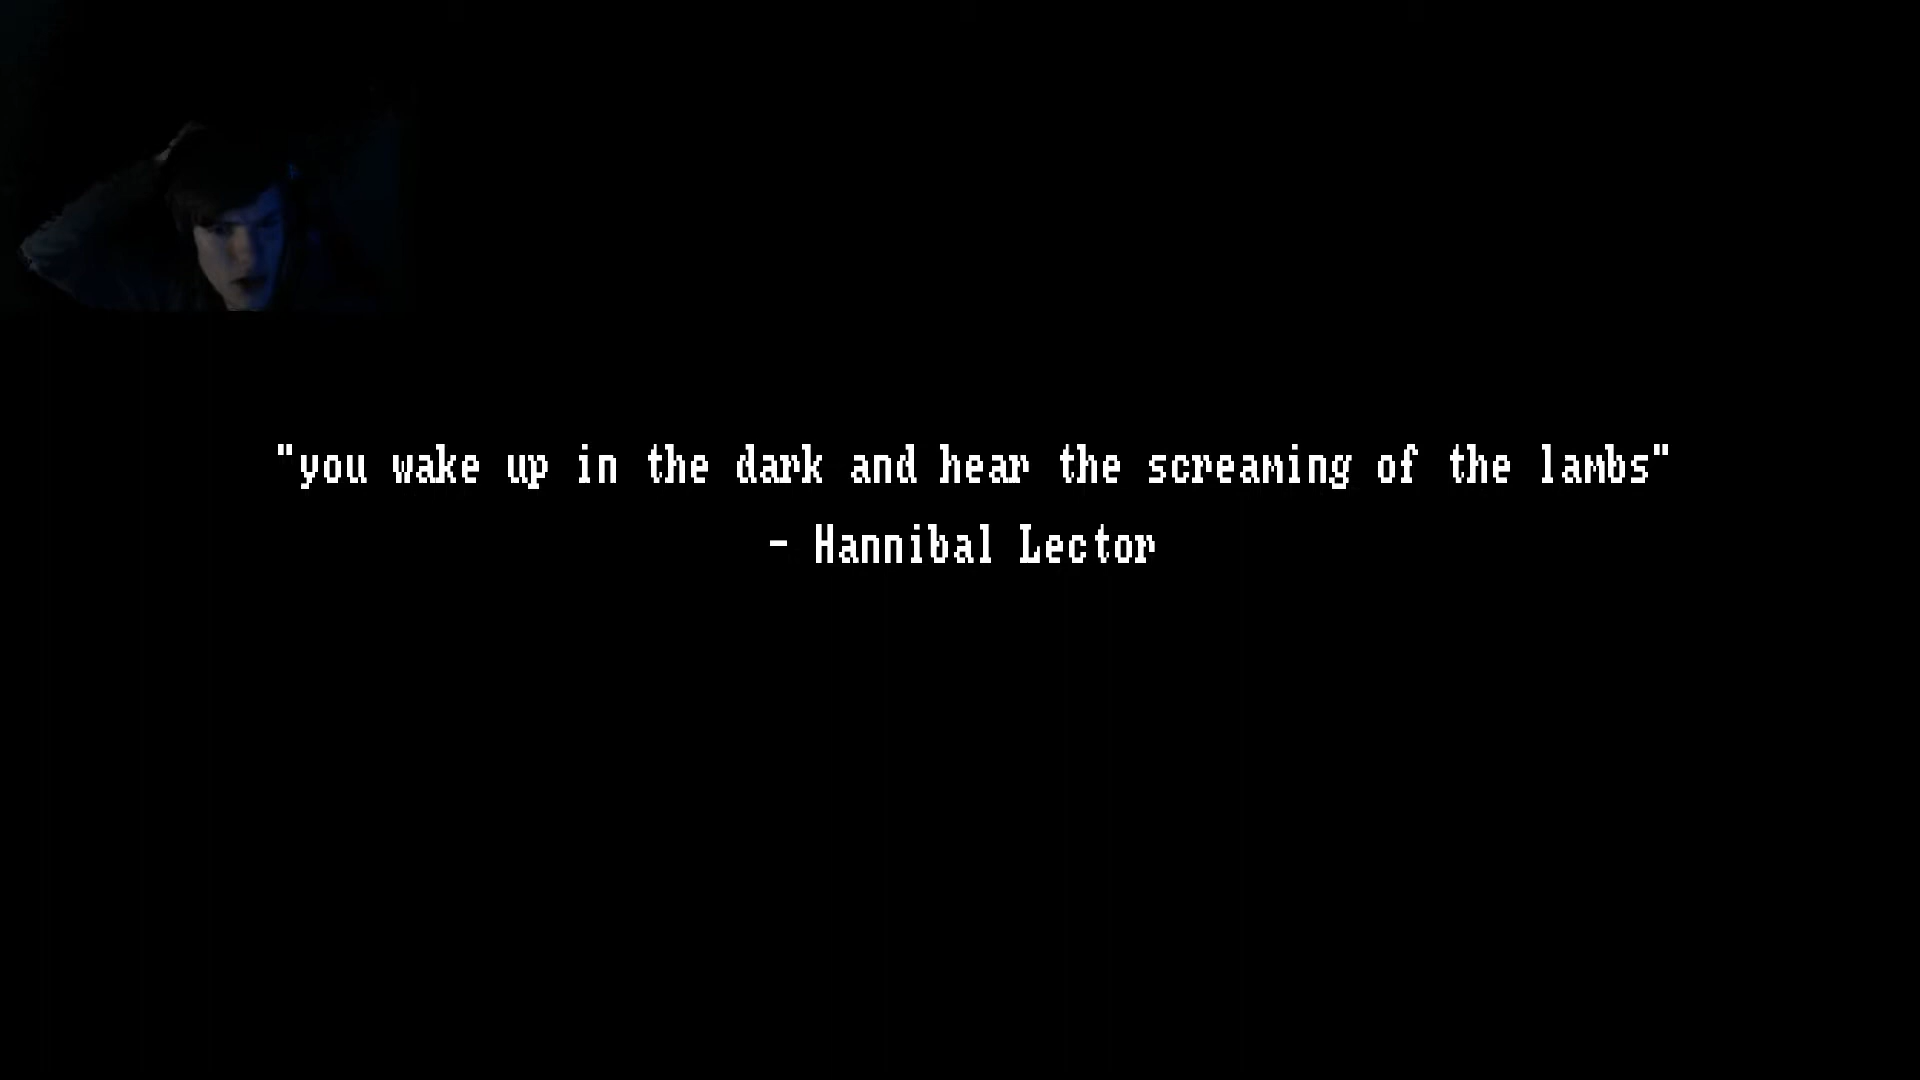 "you wake up in the dark and hear the screaming of the lambs"
- Hannibal Lector